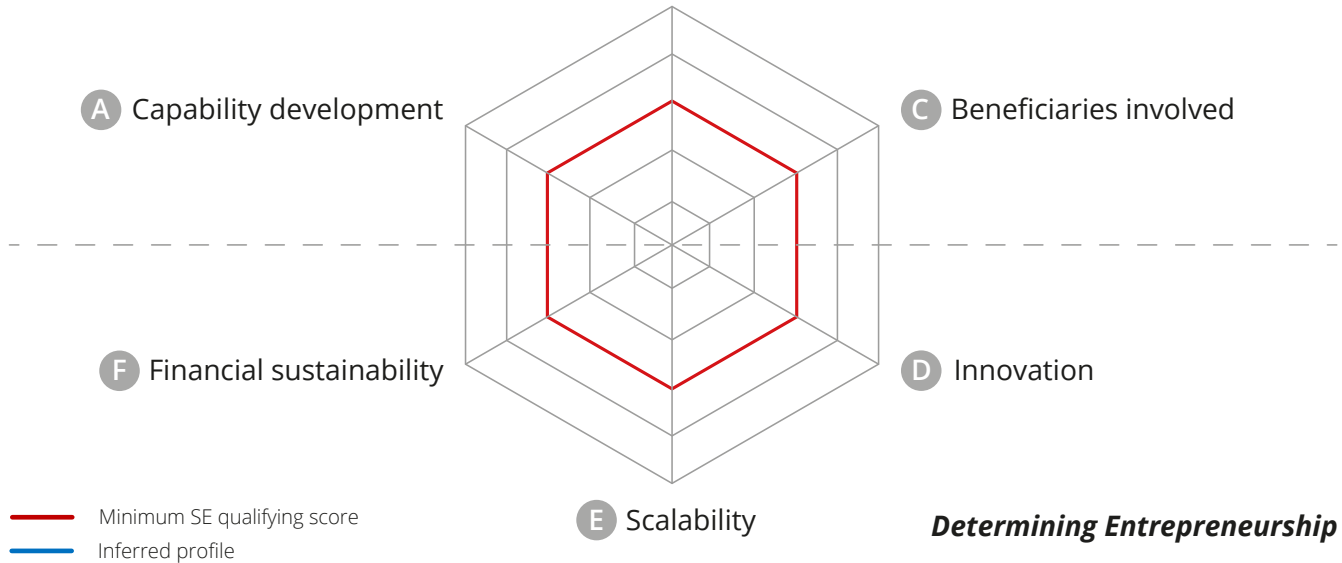 A Capability development
C Beneficiaries involved
F Financial sustainability
D Innovation
E Scalability
Determining Entrepreneurship
Minimum SE qualifying score
Inferred profile